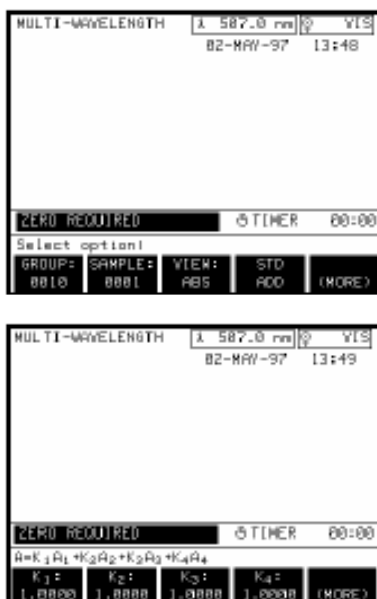 MULTI-WAVELENGTH λ 587.0 nm VIS
02-MAY-97 13:48
ZERO REQUIRED TIMER 00:00
Select option!
GROUP: SAMPLE: VIEW: STD
0010 0001 ABS ADD (MORE)
MULTI-WAVELENGTH λ 587.0 nm VIS
02-MAY-97 13:49
ZERO REQUIRED TIMER 00:00
A=K₁A₁+K₂A₂+K₃A₃+K₄A₄
K₁: K₂: K₃: K₄:
1.0000 1.0000 1.0000 1.0000 (MORE)